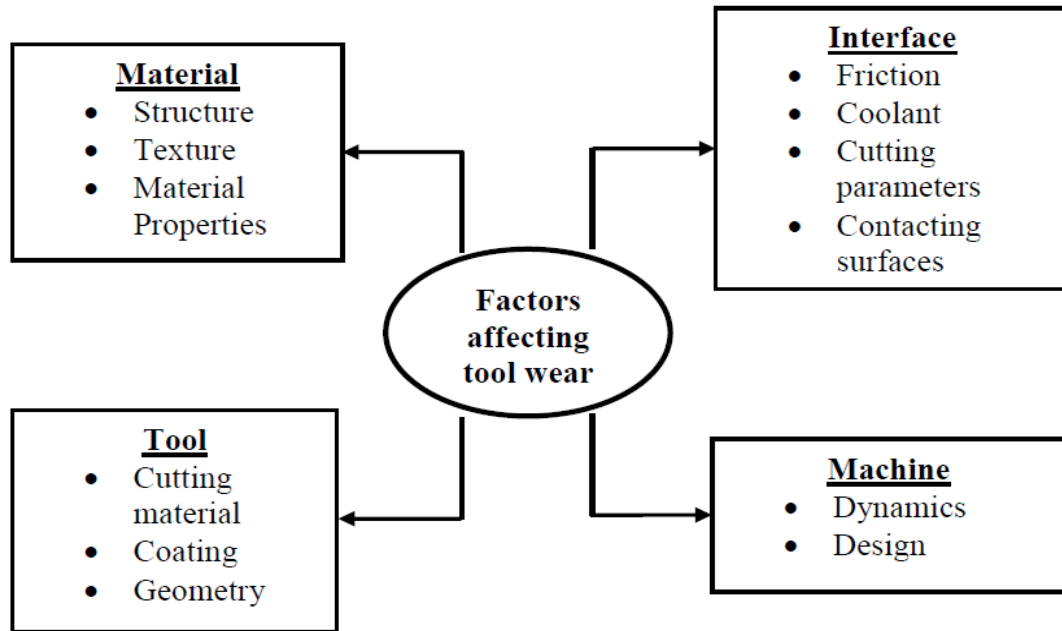 Material
• Structure
• Texture
• Material
Properties
Interface
• Friction
• Coolant
• Cutting
parameters
• Contacting
surfaces
Factors
affecting
tool wear
Tool
• Cutting
material
• Coating
• Geometry
Machine
• Dynamics
• Design